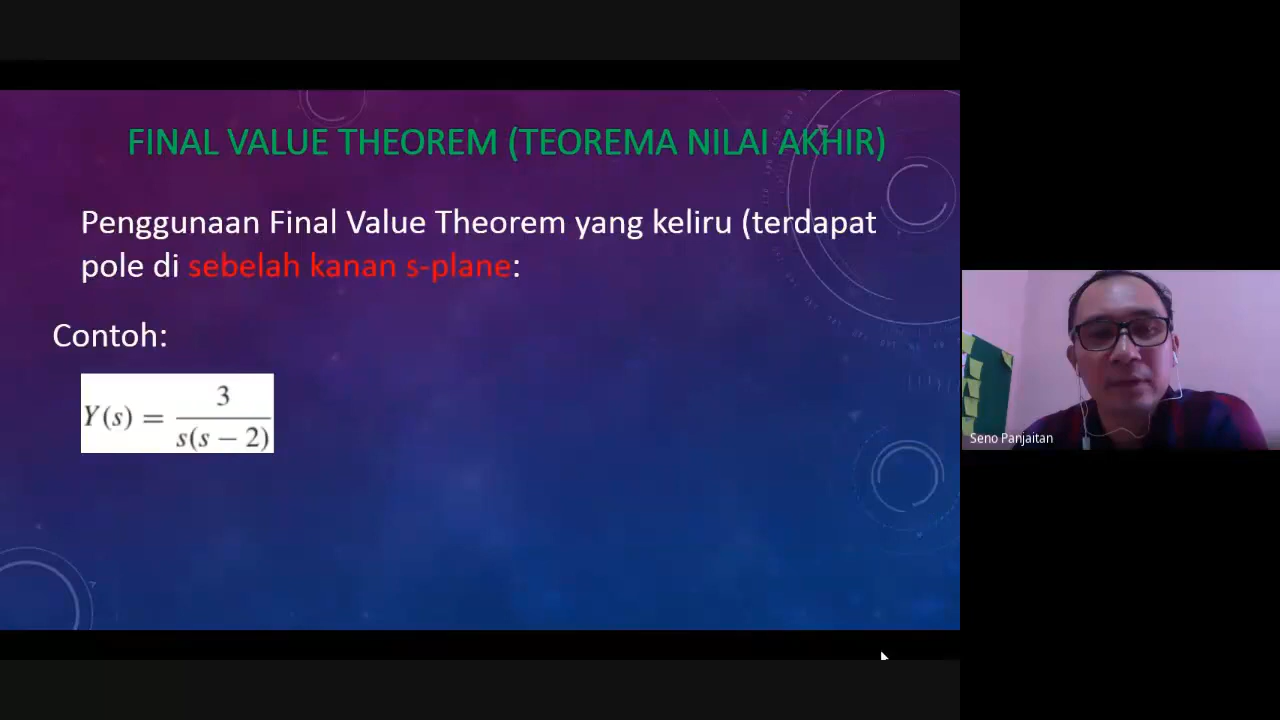 FINAL VALUE THEOREM (TEOREMA NILAI AKHIR)
Penggunaan Final Value Theorem yang keliru (terdapat
pole di sebelah kanan s-plane:
Contoh:
Y(s) = 3 / s(s − 2)
Seno Panjaitan